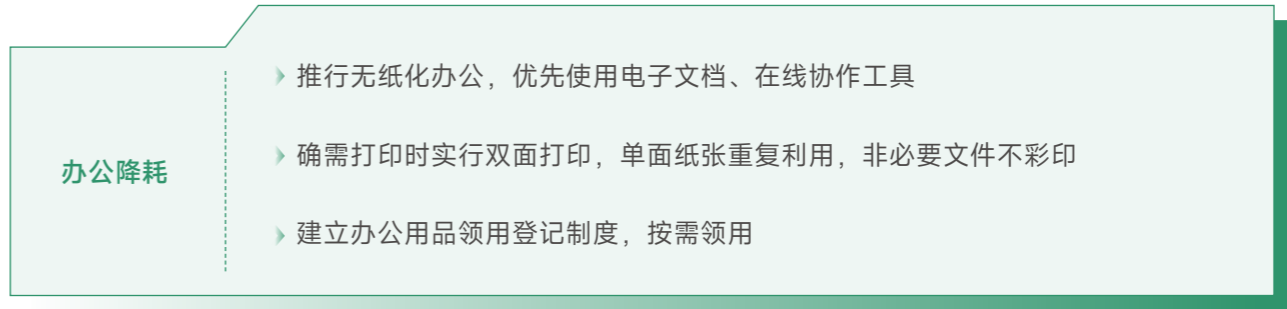 办公降耗
推行无纸化办公，优先使用电子文档、在线协作工具
确需打印时实行双面打印，单面纸张重复利用，非必要文件不彩印
建立办公用品领用登记制度，按需领用